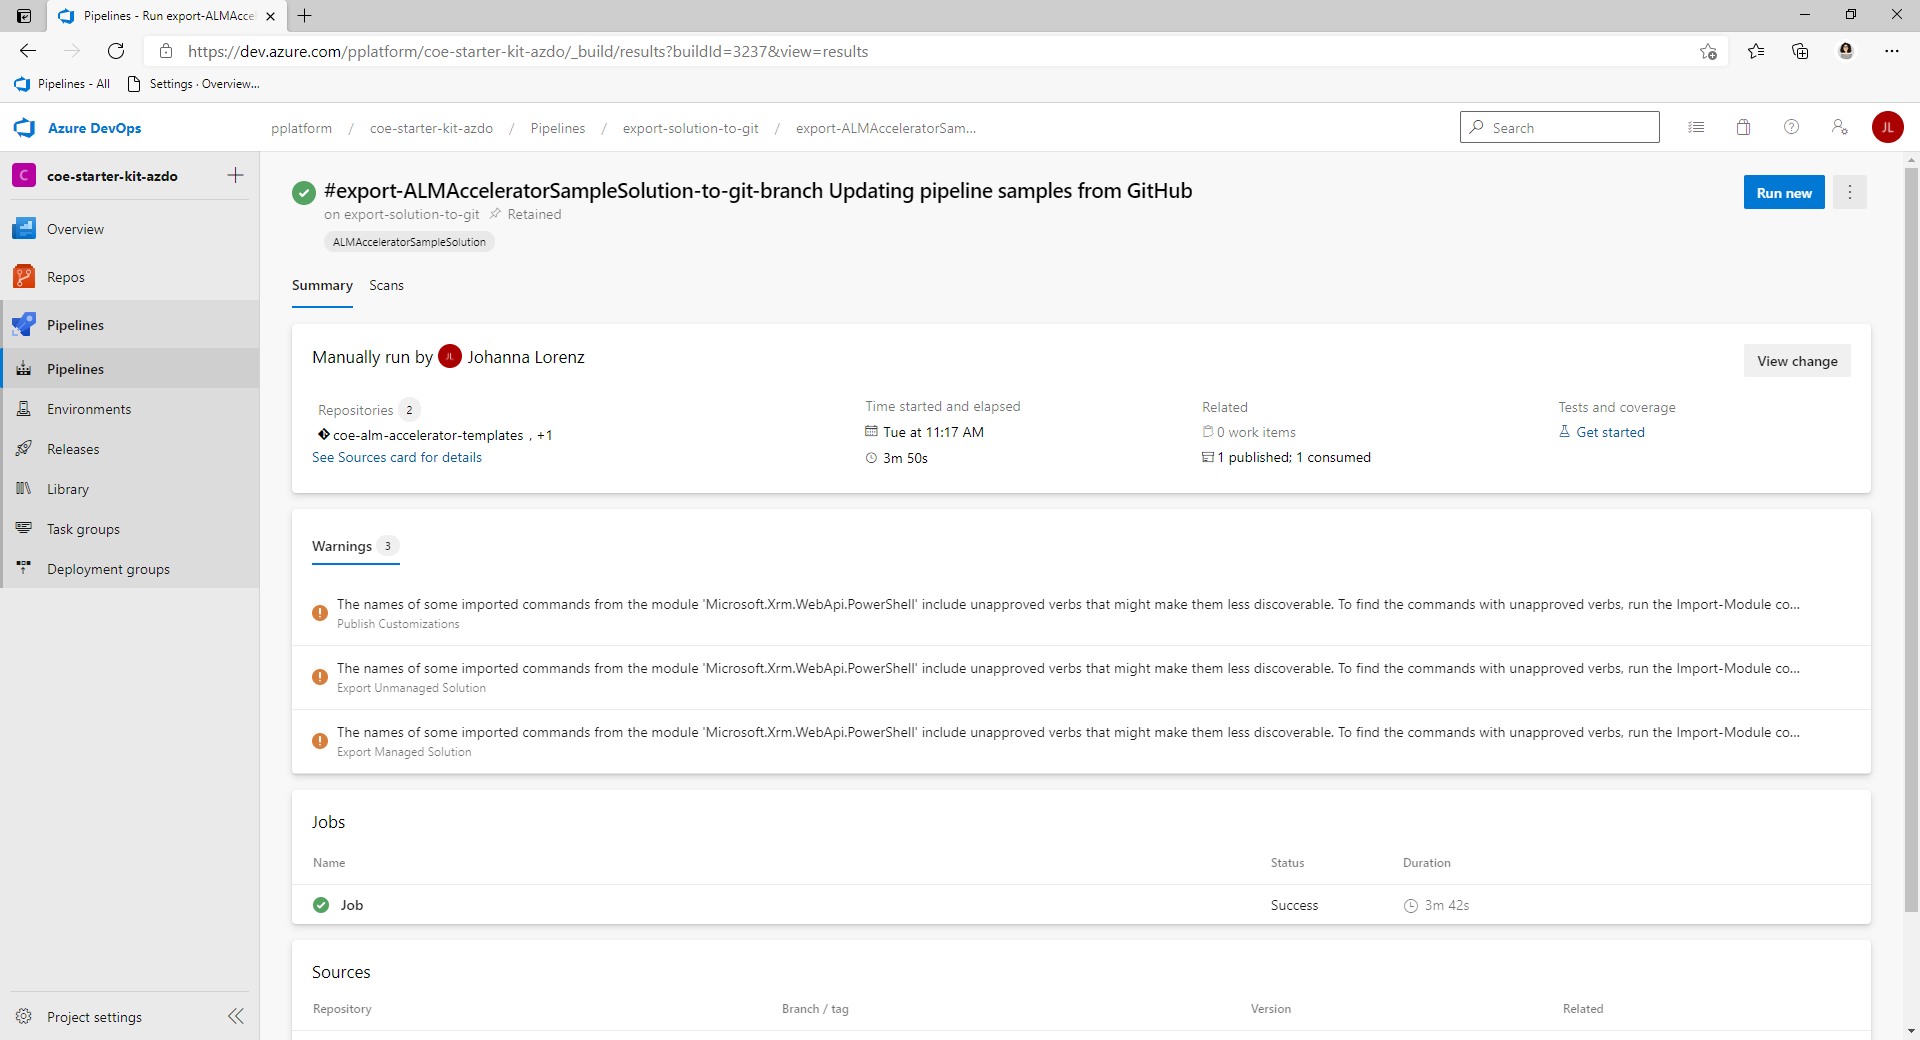 Pipelines - Run export-ALMAcce
https://dev.azure.com/pplatform/coe-starter-kit-azdo/_build/results?buildId=3237&view=results
Pipelines - All
Settings · Overview...
Azure DevOps
pplatform / coe-starter-kit-azdo / Pipelines / export-solution-to-git / export-ALMAcceleratorSam...
Search
JL
C
coe-starter-kit-azdo
Overview
Repos
Pipelines
Pipelines
Environments
Releases
Library
Task groups
Deployment groups
Project settings
#export-ALMAcceleratorSampleSolution-to-git-branch Updating pipeline samples from GitHub
on export-solution-to-git Retained
ALMAcceleratorSampleSolution
Run new
Summary
Scans
Manually run by JL Johanna Lorenz
View change
Repositories 2
coe-alm-accelerator-templates , +1
See Sources card for details
Time started and elapsed
Tue at 11:17 AM
3m 50s
Related
0 work items
1 published; 1 consumed
Tests and coverage
Get started
Warnings 3
The names of some imported commands from the module 'Microsoft.Xrm.WebApi.PowerShell' include unapproved verbs that might make them less discoverable. To find the commands with unapproved verbs, run the Import-Module co...
Publish Customizations
The names of some imported commands from the module 'Microsoft.Xrm.WebApi.PowerShell' include unapproved verbs that might make them less discoverable. To find the commands with unapproved verbs, run the Import-Module co...
Export Unmanaged Solution
The names of some imported commands from the module 'Microsoft.Xrm.WebApi.PowerShell' include unapproved verbs that might make them less discoverable. To find the commands with unapproved verbs, run the Import-Module co...
Export Managed Solution
Jobs
Name Status Duration
Job Success 3m 42s
Sources
Repository Branch / tag Version Related